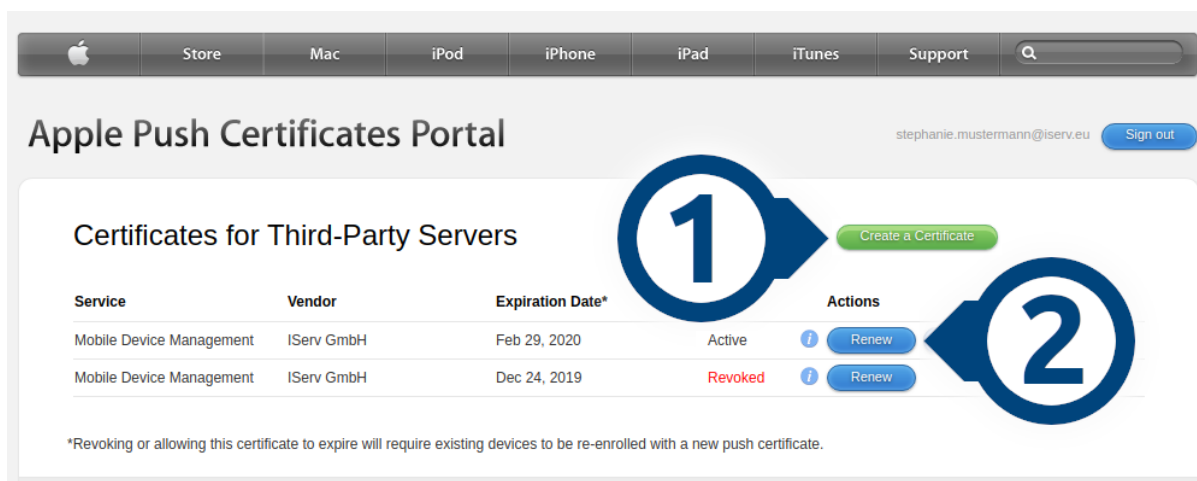 Store Mac iPod iPhone iPad iTunes Support
Apple Push Certificates Portal
stephanie.mustermann@iserv.eu Sign out
Certificates for Third-Party Servers
1
Create a Certificate
Service Vendor Expiration Date* Actions
Mobile Device Management IServ GmbH Feb 29, 2020 Active i Renew
2
Mobile Device Management IServ GmbH Dec 24, 2019 Revoked i Renew
*Revoking or allowing this certificate to expire will require existing devices to be re-enrolled with a new push certificate.